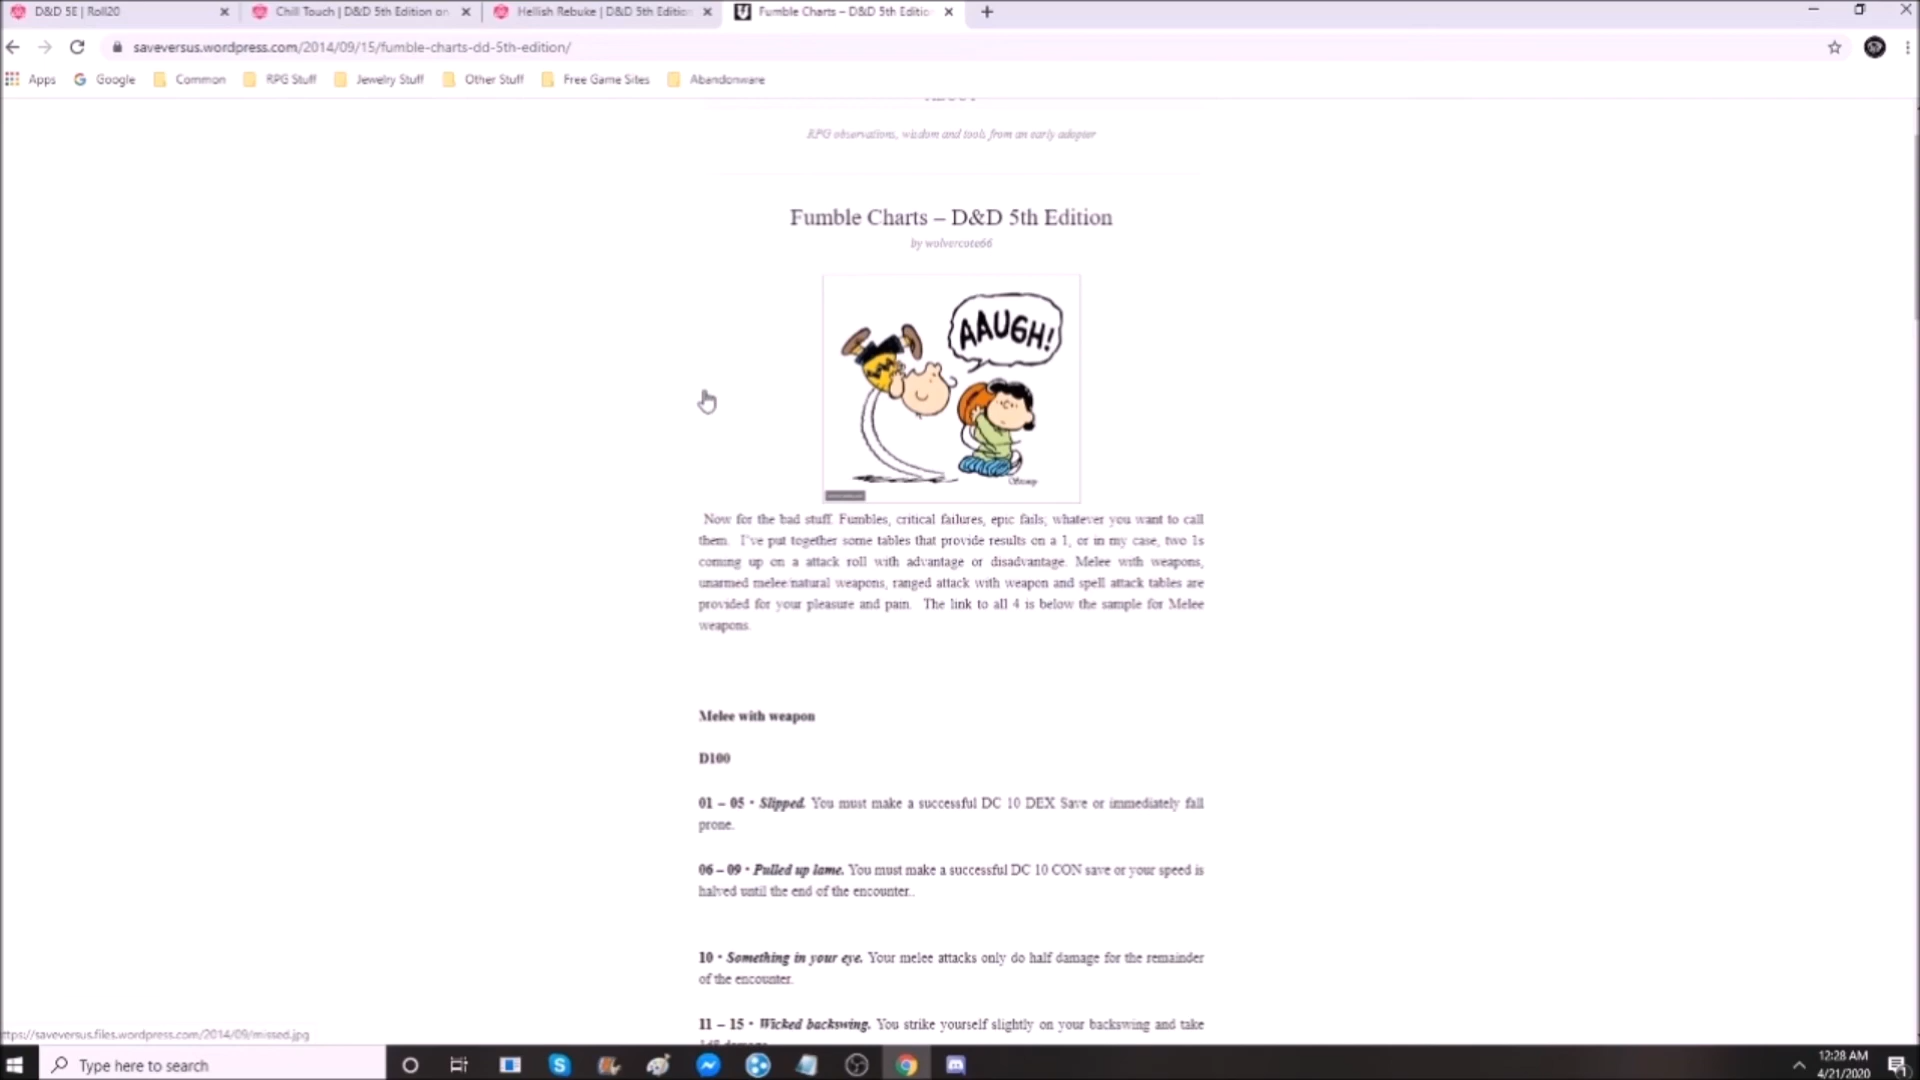 D&D 5E | Roll20
Chill Touch | D&D 5th Edition on
Hellish Rebuke | D&D 5th Edition
Fumble Charts – D&D 5th Editio
saveversus.wordpress.com/2014/09/15/fumble-charts-dd-5th-edition/
Apps Google Common RPG Stuff Jewelry Stuff Other Stuff Free Game Sites Abandonware
ABOUT
RPG observations, wisdom and tools from an early adopter
Fumble Charts – D&D 5th Edition
by wolvercote66
AAUGH!
Now for the bad stuff. Fumbles, critical failures, epic fails; whatever you want to call
them. I've put together some tables that provide results on a 1, or in my case, two 1s
coming up on a attack roll with advantage or disadvantage. Melee with weapons,
unarmed melee/natural weapons, ranged attack with weapon and spell attack tables are
provided for your pleasure and pain. The link to all 4 is below the sample for Melee
weapons.
Melee with weapon
D100
01 – 05 · Slipped. You must make a successful DC 10 DEX Save or immediately fall
prone.
06 – 09 · Pulled up lame. You must make a successful DC 10 CON save or your speed is
halved until the end of the encounter..
10 · Something in your eye. Your melee attacks only do half damage for the remainder
of the encounter.
11 – 15 · Wicked backswing. You strike yourself slightly on your backswing and take
ttps://saveversus.files.wordpress.com/2014/09/missed.jpg
Type here to search
12:28 AM
4/21/2020